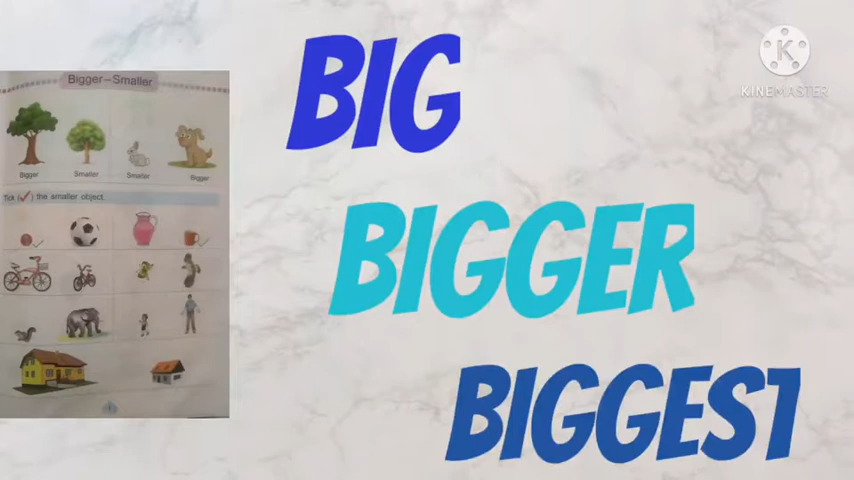 Bigger–Smaller
Bigger
Smaller
Smaller
Bigger
Tick (✓) the smaller object.
BIG
BIGGER
BIGGEST
KINEMASTER